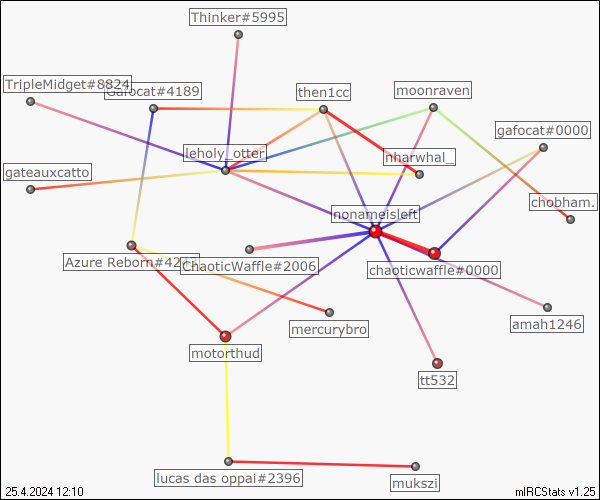 Thinker#5995
TripleMidget#8824
Gafocat#4189
then1cc
moonraven
gafocat#0000
leholy_otter
nharwhal_
gateauxcatto
chobham.
nonameisleft
Azure Reborn#42
ChaoticWaffle#2006
chaoticwaffle#0000
mercurybro
amah1246
motorthud
tt532
lucas das oppai#2396
mukszi
25.4.2024 12:10
mIRCStats v1.25